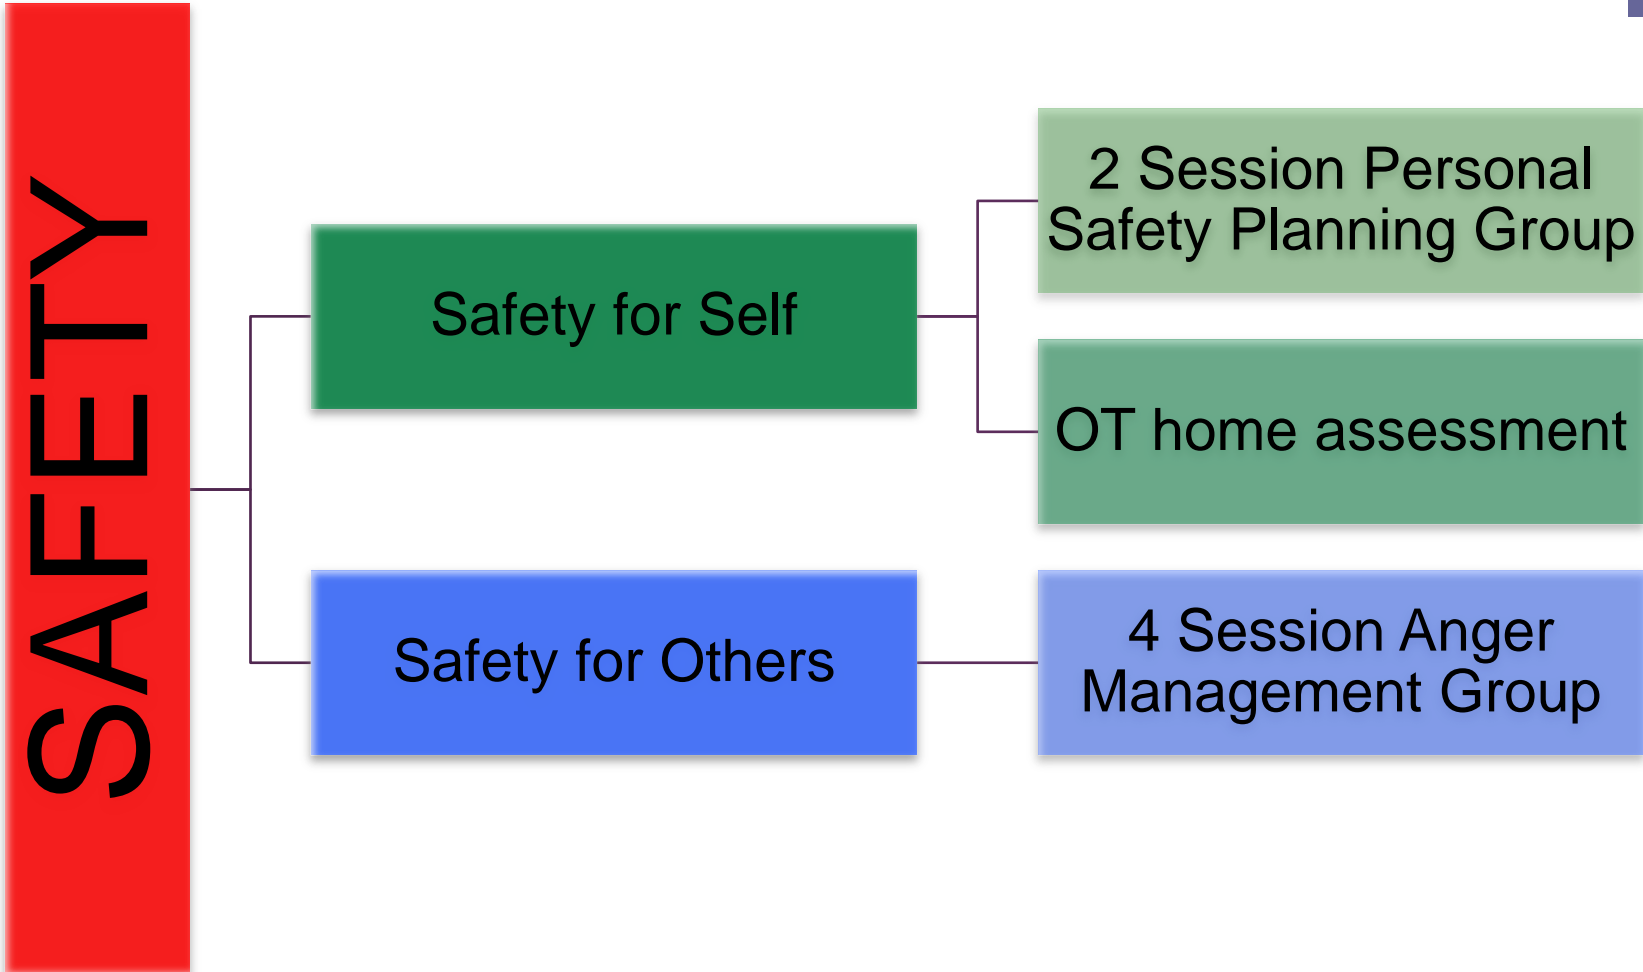 SAFETY
Safety for Self
2 Session Personal
Safety Planning Group
OT home assessment
Safety for Others
4 Session Anger
Management Group